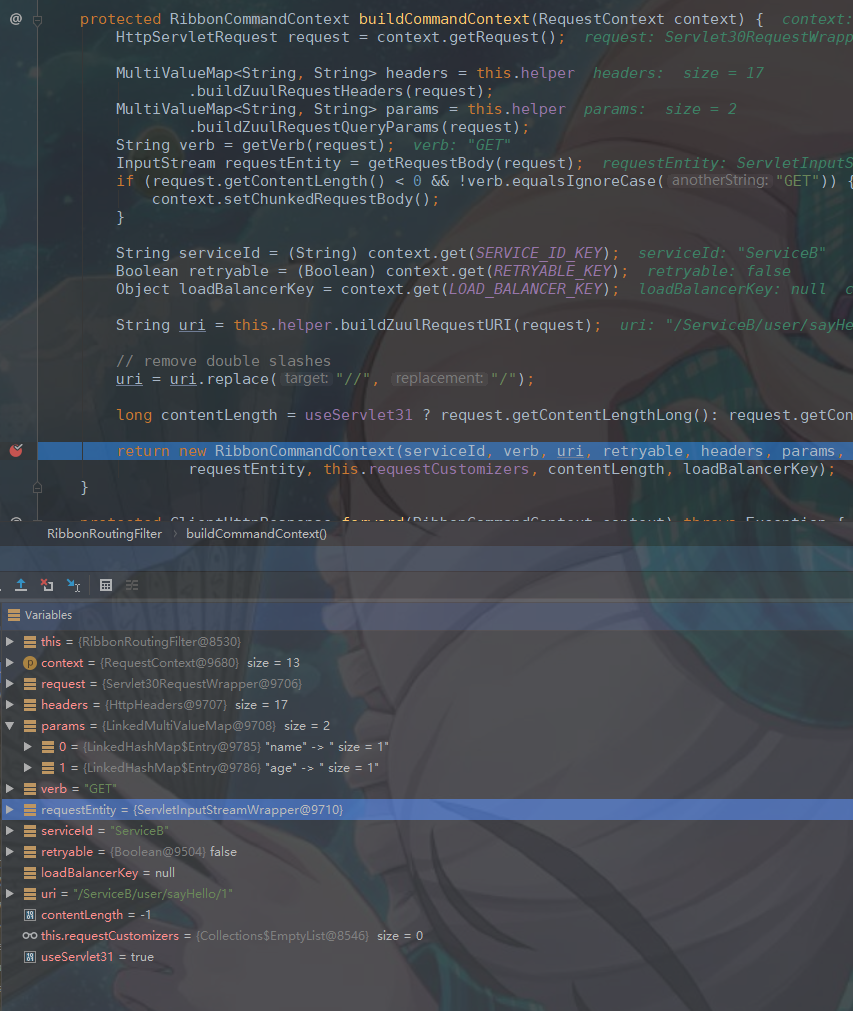 @ protected RibbonCommandContext buildCommandContext(RequestContext context) { context:
HttpServletRequest request = context.getRequest(); request: Servlet30RequestWrapp
MultiValueMap<String, String> headers = this.helper headers: size = 17
.buildZuulRequestHeaders(request);
MultiValueMap<String, String> params = this.helper params: size = 2
.buildZuulRequestQueryParams(request);
String verb = getVerb(request); verb: "GET"
InputStream requestEntity = getRequestBody(request); requestEntity: ServletInputS
if (request.getContentLength() < 0 && !verb.equalsIgnoreCase( anotherString: "GET")) {
context.setChunkedRequestBody();
}
String serviceId = (String) context.get(SERVICE_ID_KEY); serviceId: "ServiceB"
Boolean retryable = (Boolean) context.get(RETRYABLE_KEY); retryable: false
Object loadBalancerKey = context.get(LOAD_BALANCER_KEY); loadBalancerKey: null c
String uri = this.helper.buildZuulRequestURI(request); uri: "/ServiceB/user/sayHe
// remove double slashes
uri = uri.replace( target: "//", replacement: "/");
long contentLength = useServlet31 ? request.getContentLengthLong(): request.getCon
return new RibbonCommandContext(serviceId, verb, uri, retryable, headers, params,
requestEntity, this.requestCustomizers, contentLength, loadBalancerKey);
}
@ protected ClientHttpResponse forward(RibbonCommandContext context) throws Exception {
RibbonRoutingFilter › buildCommandContext()
Variables
this = {RibbonRoutingFilter@8530}
p context = {RequestContext@9680} size = 13
request = {Servlet30RequestWrapper@9706}
headers = {HttpHeaders@9707} size = 17
params = {LinkedMultiValueMap@9708} size = 2
0 = {LinkedHashMap$Entry@9785} "name" -> " size = 1"
1 = {LinkedHashMap$Entry@9786} "age" -> " size = 1"
verb = "GET"
requestEntity = {ServletInputStreamWrapper@9710}
serviceId = "ServiceB"
retryable = {Boolean@9504} false
loadBalancerKey = null
uri = "/ServiceB/user/sayHello/1"
contentLength = -1
this.requestCustomizers = {Collections$EmptyList@8546} size = 0
useServlet31 = true